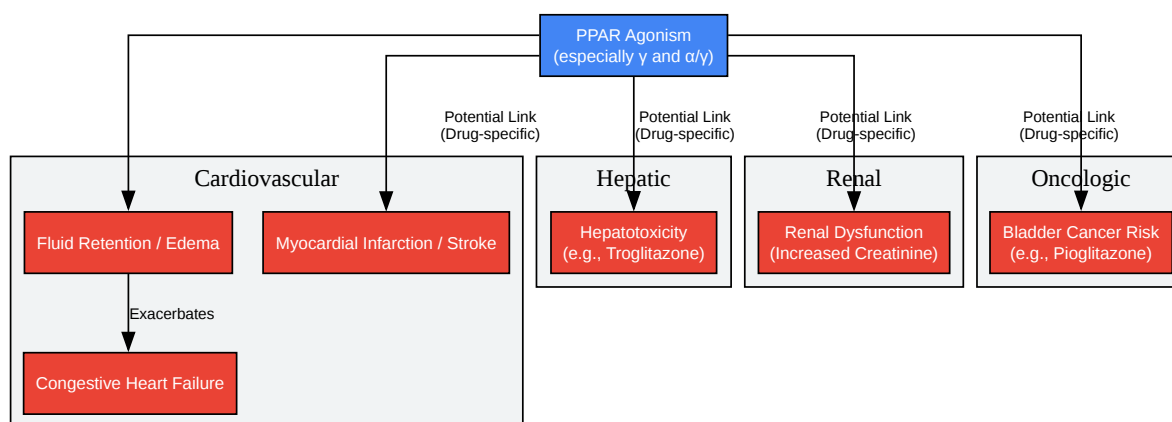 PPAR Agonism
(especially γ and α/γ)
Potential Link
(Drug-specific)
Potential Link
(Drug-specific)
Potential Link
(Drug-specific)
Potential Link
(Drug-specific)
Cardiovascular
Hepatic
Renal
Oncologic
Fluid Retention / Edema
Myocardial Infarction / Stroke
Hepatotoxicity
(e.g., Troglitazone)
Renal Dysfunction
(Increased Creatinine)
Bladder Cancer Risk
(e.g., Pioglitazone)
Exacerbates
Congestive Heart Failure